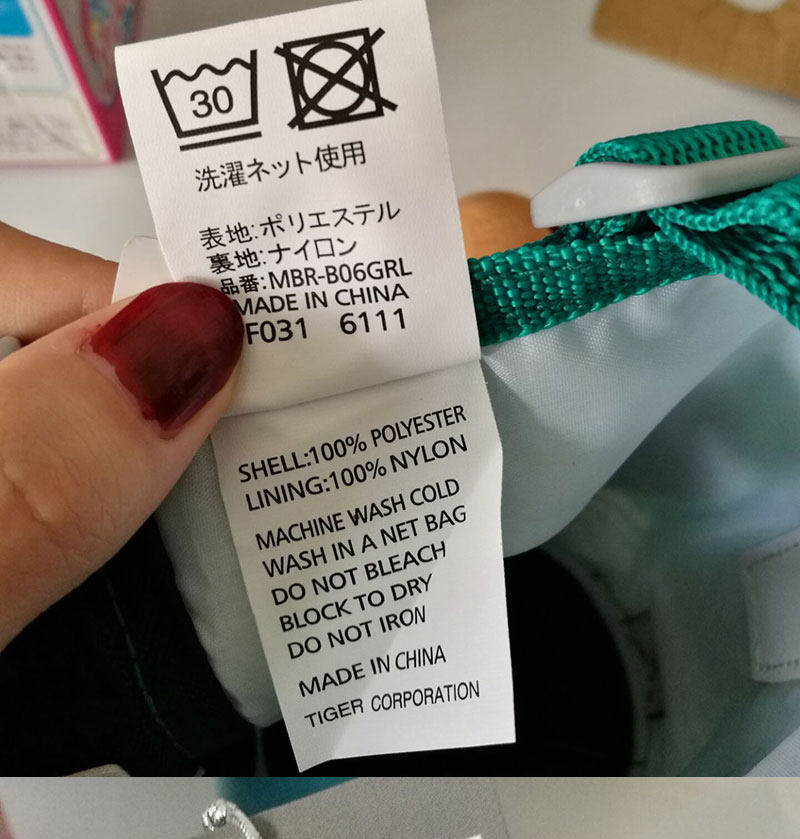 30
洗濯ネット使用
表地:ポリエステル
裏地:ナイロン
品番:MBR-B06GRL
MADE IN CHINA
F031 6111
SHELL:100% POLYESTER
LINING:100% NYLON
MACHINE WASH COLD
WASH IN A NET BAG
DO NOT BLEACH
BLOCK TO DRY
DO NOT IRON
MADE IN CHINA
TIGER CORPORATION